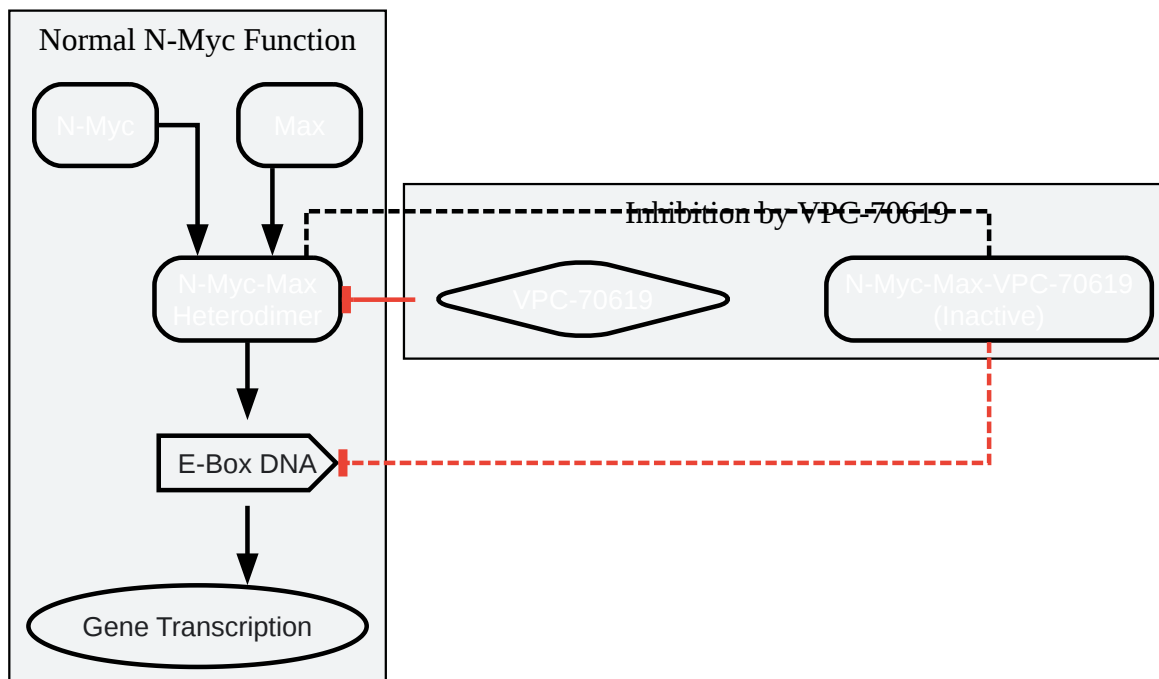 Normal N-Myc Function
N-Myc
Max
Inhibition by VPC-70619
N-Myc-Max
Heterodimer
VPC-70619
N-Myc-Max-VPC-70619
(Inactive)
E-Box DNA
Gene Transcription